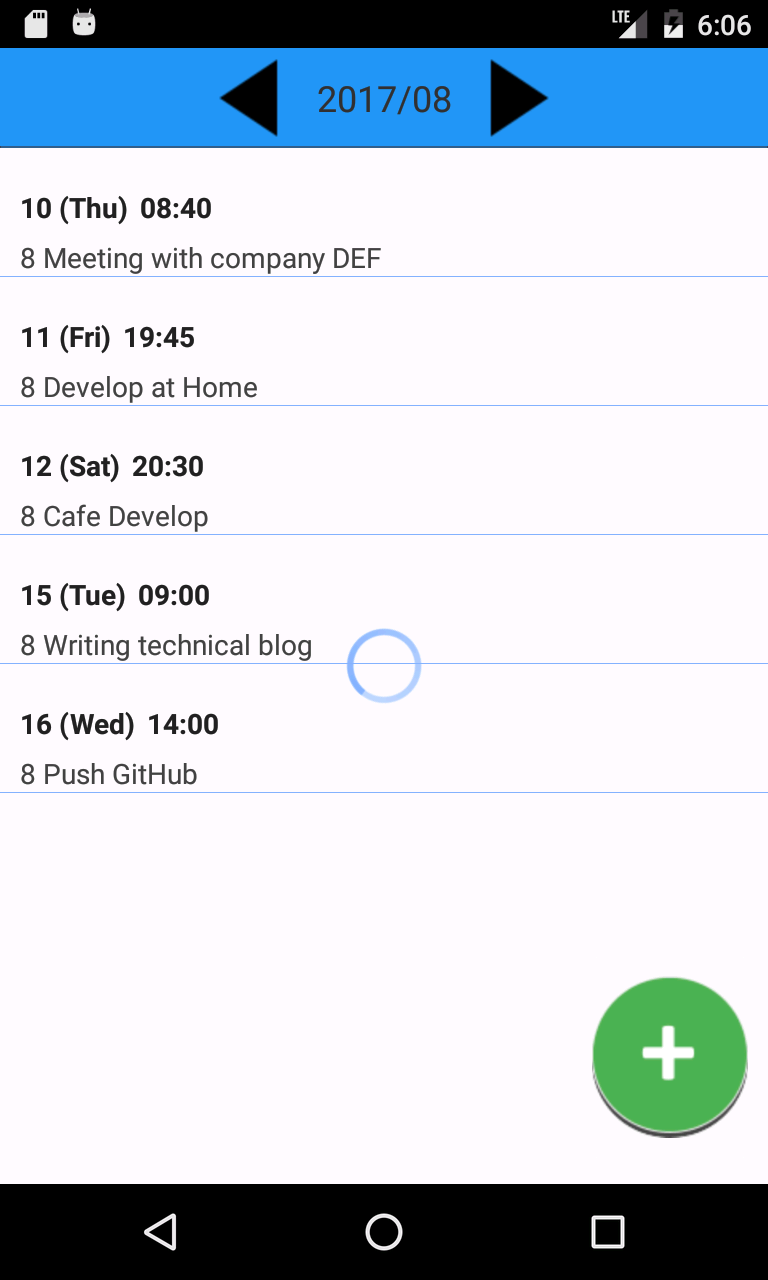 LTE 6:06
2017/08
10 (Thu) 08:40
8 Meeting with company DEF
11 (Fri) 19:45
8 Develop at Home
12 (Sat) 20:30
8 Cafe Develop
15 (Tue) 09:00
8 Writing technical blog
16 (Wed) 14:00
8 Push GitHub